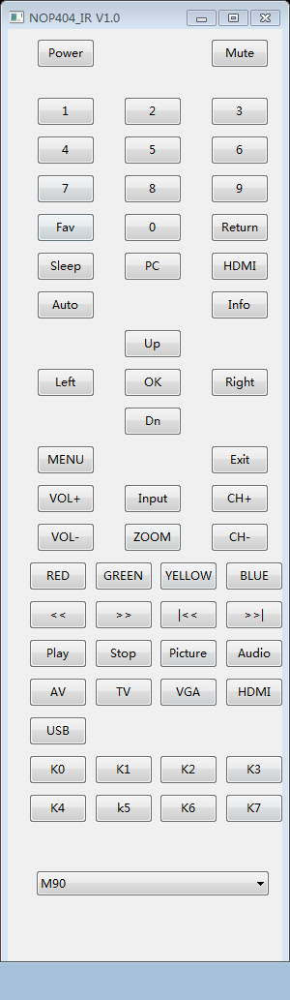 NOP404_IR V1.0
Power Mute
1 2 3
4 5 6
7 8 9
Fav 0 Return
Sleep PC HDMI
Auto Info
Up
Left OK Right
Dn
MENU Exit
VOL+ Input CH+
VOL- ZOOM CH-
RED GREEN YELLOW BLUE
<< >> |<< >>|
Play Stop Picture Audio
AV TV VGA HDMI
USB
K0 K1 K2 K3
K4 k5 K6 K7
M90